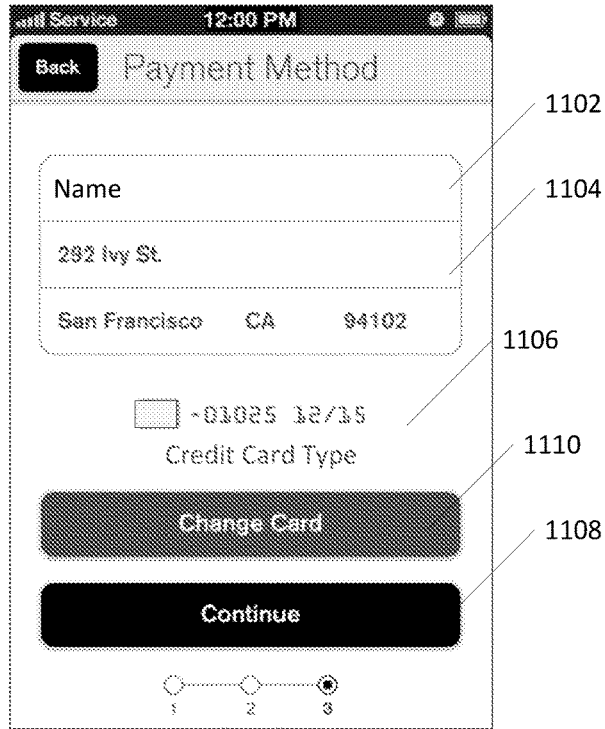 Service 12:00 PM
Back Payment Method
1102
Name
1104
292 Ivy St.
San Francisco CA 94102
1106
-01025 12/15
Credit Card Type
1110
Change Card
1108
Continue
1 2 3